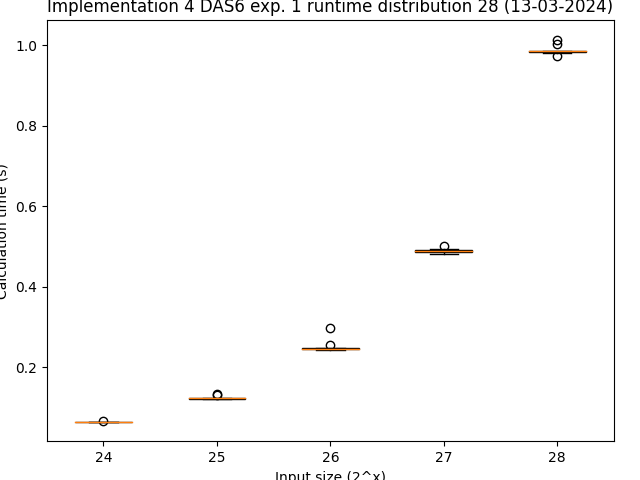 Implementation 4 DAS6 exp. 1 runtime distribution 28 (13-03-2024)
Calculation time (s)
1.0
0.8
0.6
0.4
0.2
24 25 26 27 28
Input size (2^x)